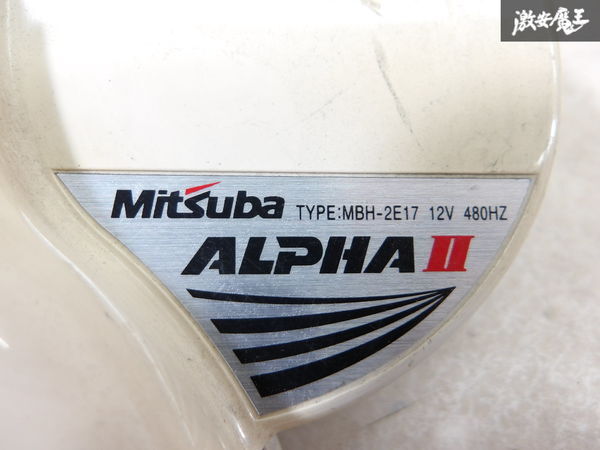 激安魔王
Mitsuba TYPE:MBH-2E17 12V 480HZ
ALPHA II